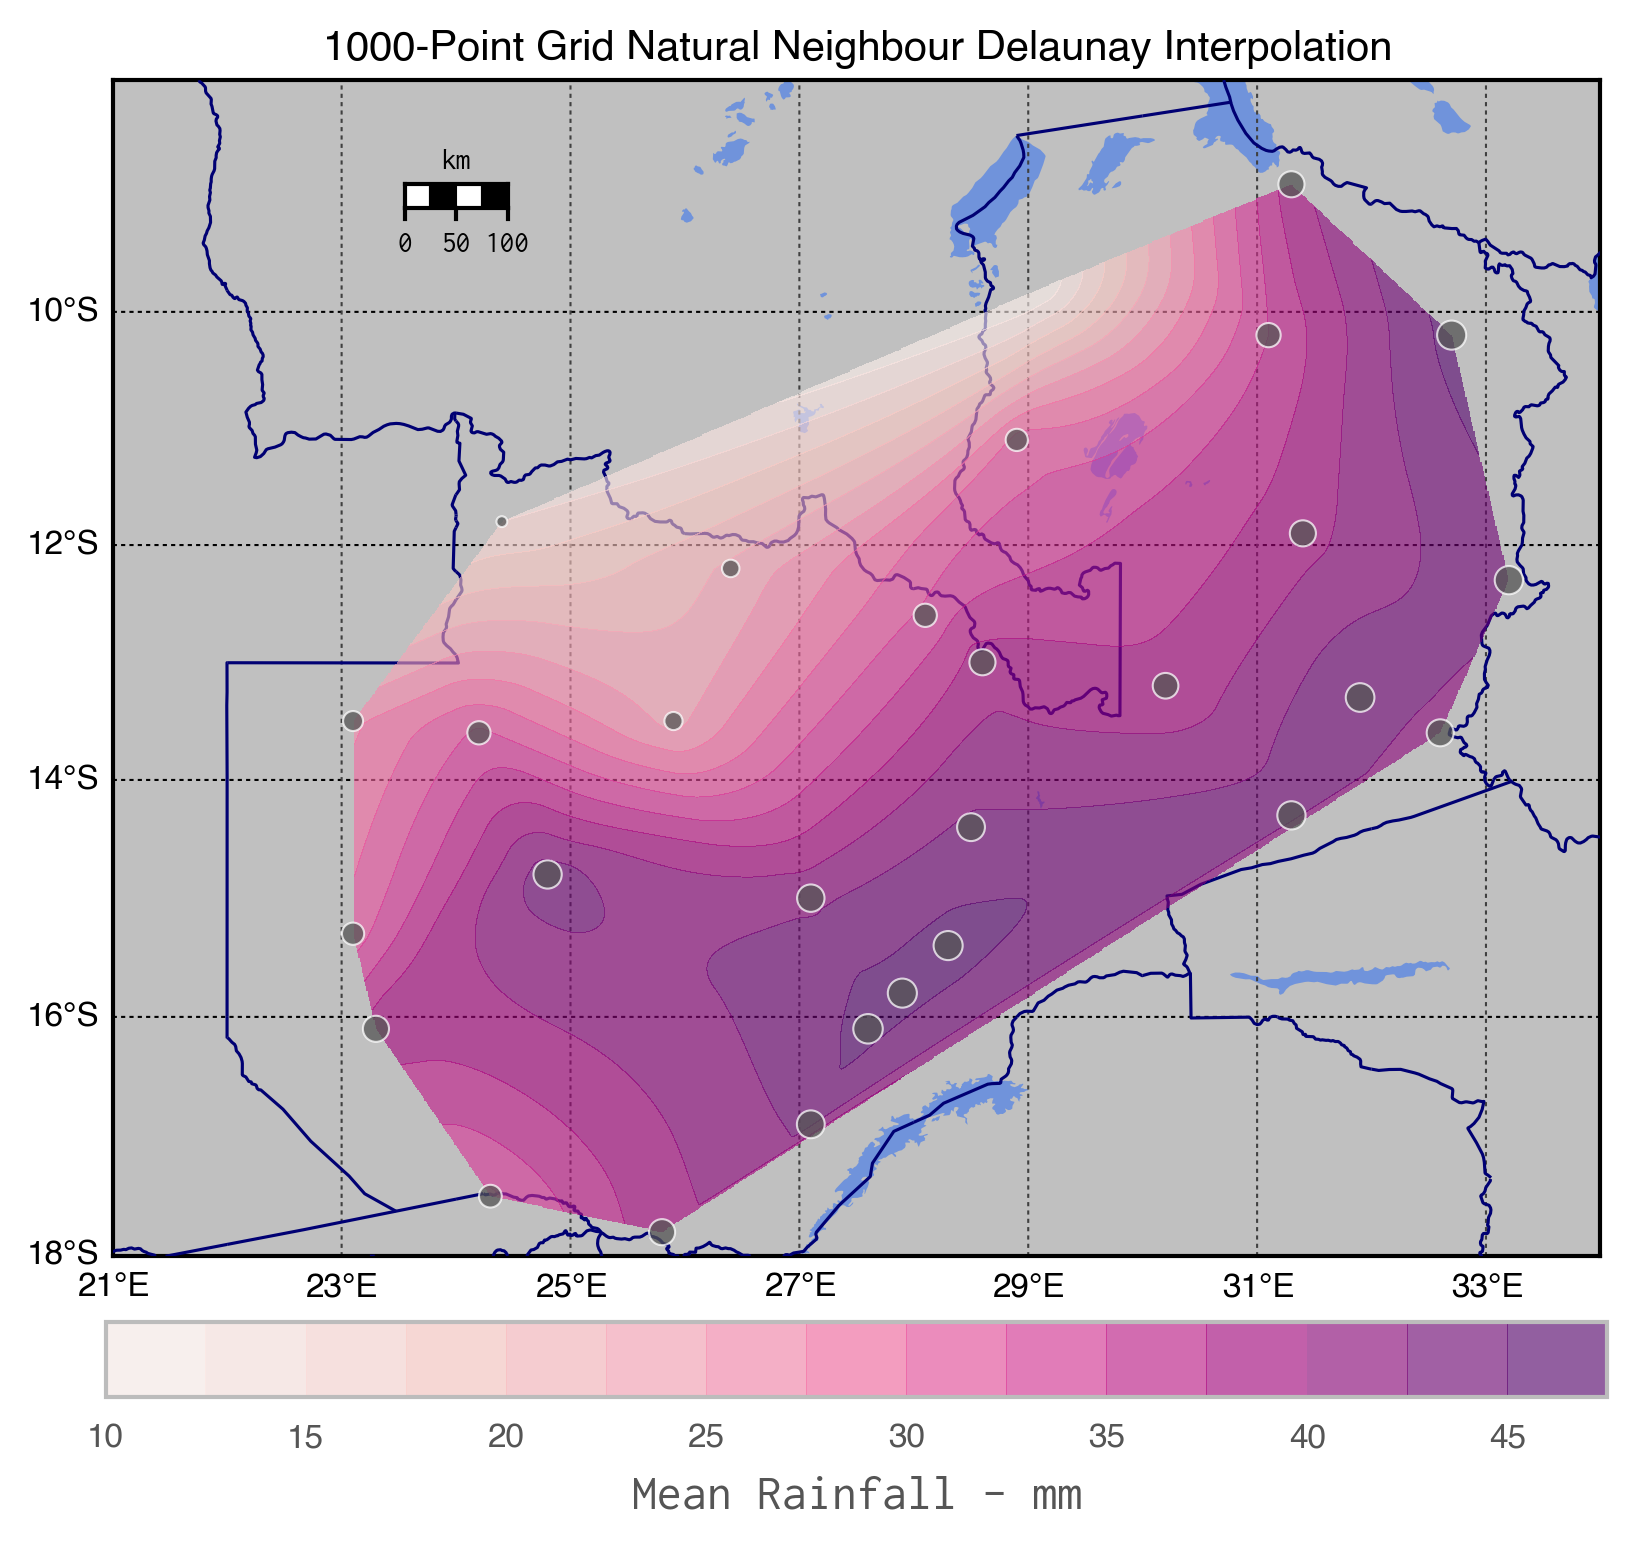 1000-Point Grid Natural Neighbour Delaunay Interpolation
km
0 50 100
10°S
12°S
14°S
16°S
18°S
21°E 23°E 25°E 27°E 29°E 31°E 33°E
10 15 20 25 30 35 40 45
Mean Rainfall - mm